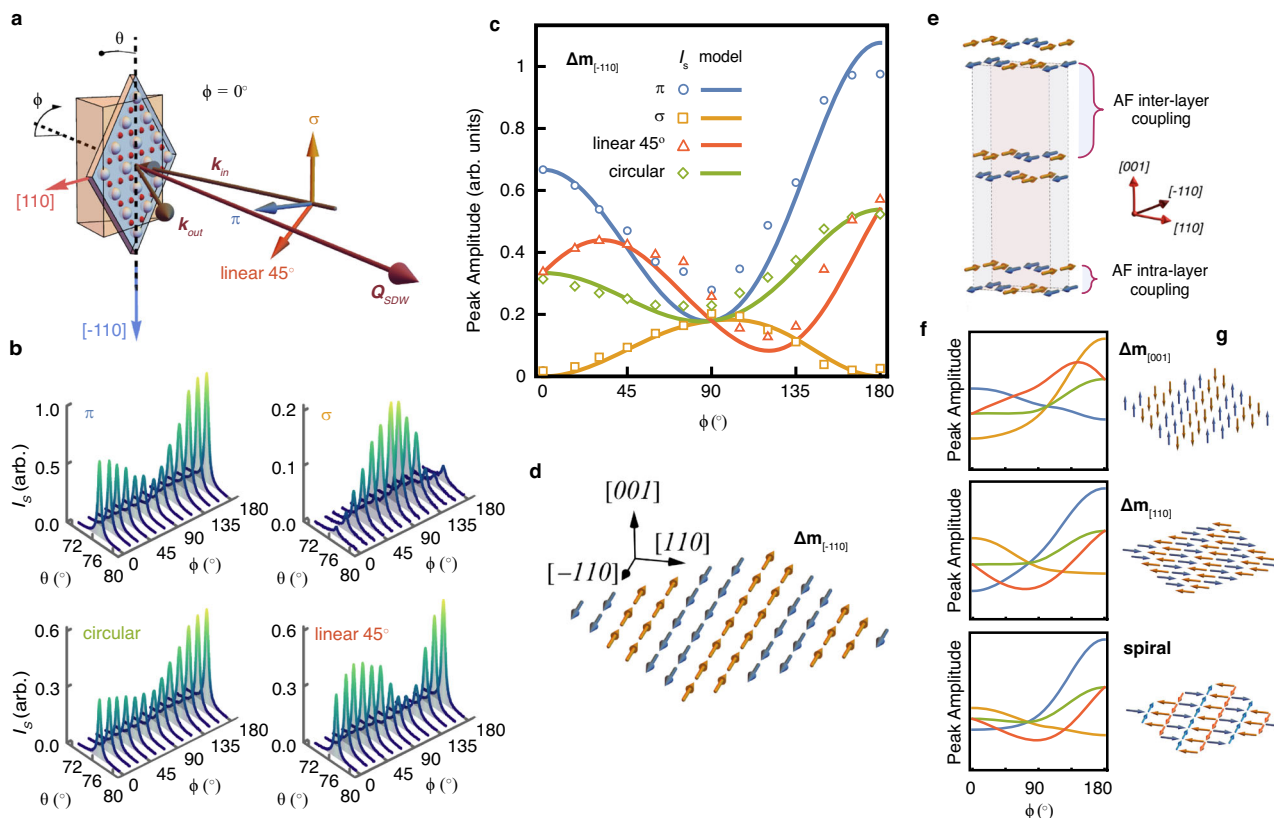 a
θ
ϕ
ϕ = 0°
σ
k_in
[110]
k_out
π
linear 45°
Q_SDW
[-110]
b
1.0
0.5
0.0
I_s (arb.)
π
72
76
80
θ (°)
0
45
90
135
180
ϕ (°)
0.2
0.1
0.0
σ
72
76
80
θ (°)
0
45
90
135
180
ϕ (°)
0.6
0.3
0.0
I_s (arb.)
circular
72
76
80
θ (°)
0
45
90
135
180
ϕ (°)
0.6
0.3
0.0
linear 45°
72
76
80
θ (°)
0
45
90
135
180
ϕ (°)
c
Peak Amplitude (arb. units)
1
0.8
0.6
0.4
0.2
0
Δm[-110]
I_s model
π
σ
linear 45°
circular
0 45 90 135 180
ϕ (°)
d
[001]
[110]
[-110]
Δm[-110]
e
AF inter-layer
coupling
[001]
[-110]
[110]
AF intra-layer
coupling
f
Peak Amplitude
Δm[001]
g
Peak Amplitude
Δm[110]
Peak Amplitude
spiral
0 90 180
ϕ (°)